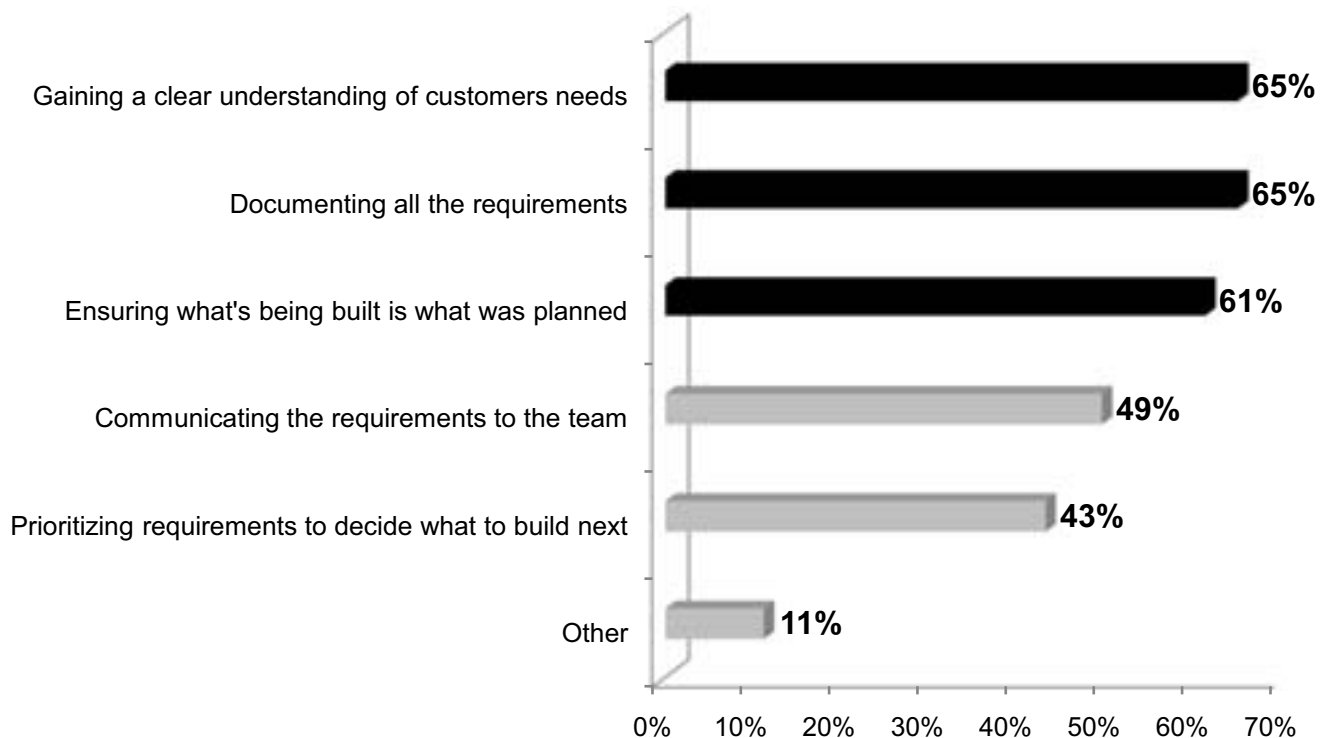 Gaining a clear understanding of customers needs 65%
Documenting all the requirements 65%
Ensuring what's being built is what was planned 61%
Communicating the requirements to the team 49%
Prioritizing requirements to decide what to build next 43%
Other 11%
0% 10% 20% 30% 40% 50% 60% 70%